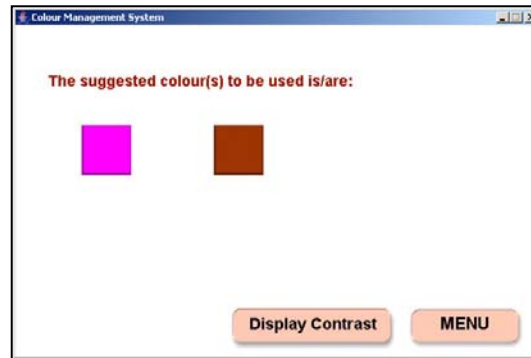 Colour Management System
The suggested colour(s) to be used is/are:
Display Contrast
MENU